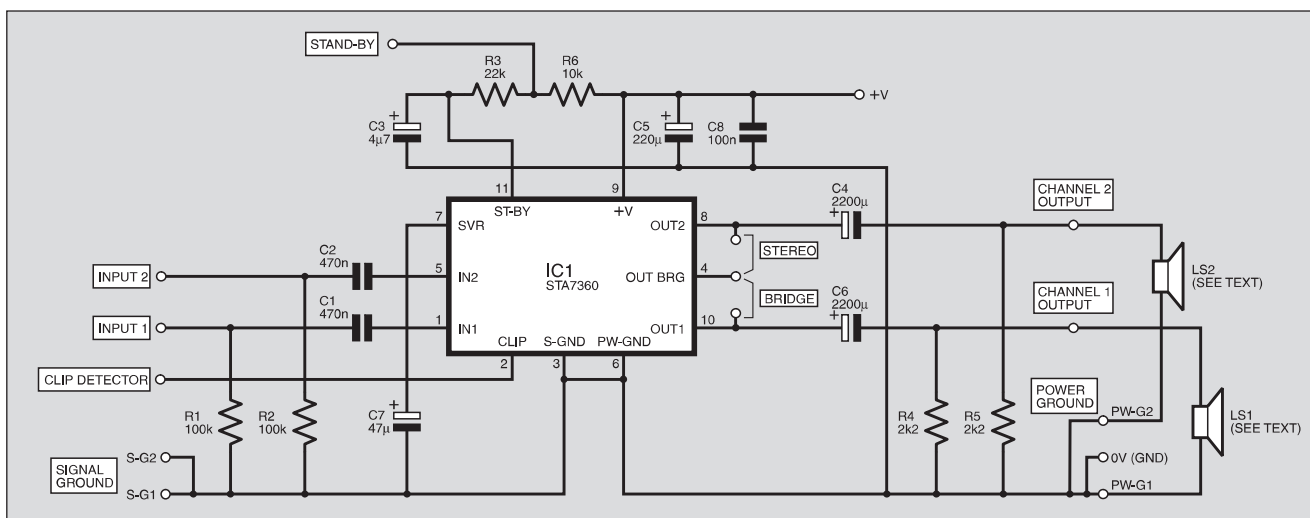 STAND-BY
R3
22k
R6
10k
+V
+
C3
4µ7
+
C5
220µ
C8
100n
11
9
ST-BY
+V
7
SVR
C4
2200µ
+
8
OUT2
CHANNEL 2
OUTPUT
C2
470n
STEREO
INPUT 2
5
IN2
IC1
STA7360
OUT BRG
4
LS2
(SEE TEXT)
C1
470n
BRIDGE
C6
2200µ
+
CHANNEL 1
OUTPUT
INPUT 1
1
IN1
OUT1
10
CLIP
S-GND
PW-GND
2
3
6
CLIP DETECTOR
R1
100k
R2
100k
+
C7
47µ
R4
2k2
R5
2k2
POWER
GROUND
PW-G2
LS1
(SEE TEXT)
SIGNAL
GROUND
S-G2
0V (GND)
S-G1
PW-G1